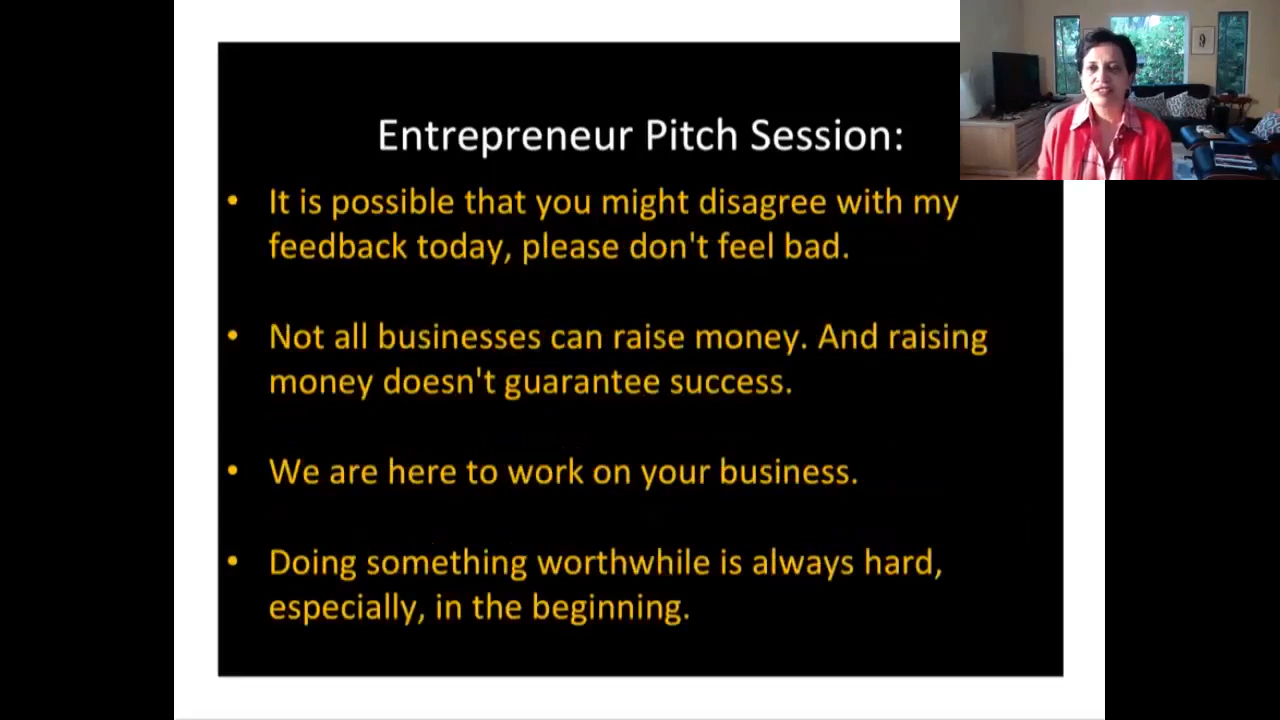 Entrepreneur Pitch Session:
• It is possible that you might disagree with my
feedback today, please don't feel bad.
• Not all businesses can raise money. And raising
money doesn't guarantee success.
• We are here to work on your business.
• Doing something worthwhile is always hard,
especially, in the beginning.